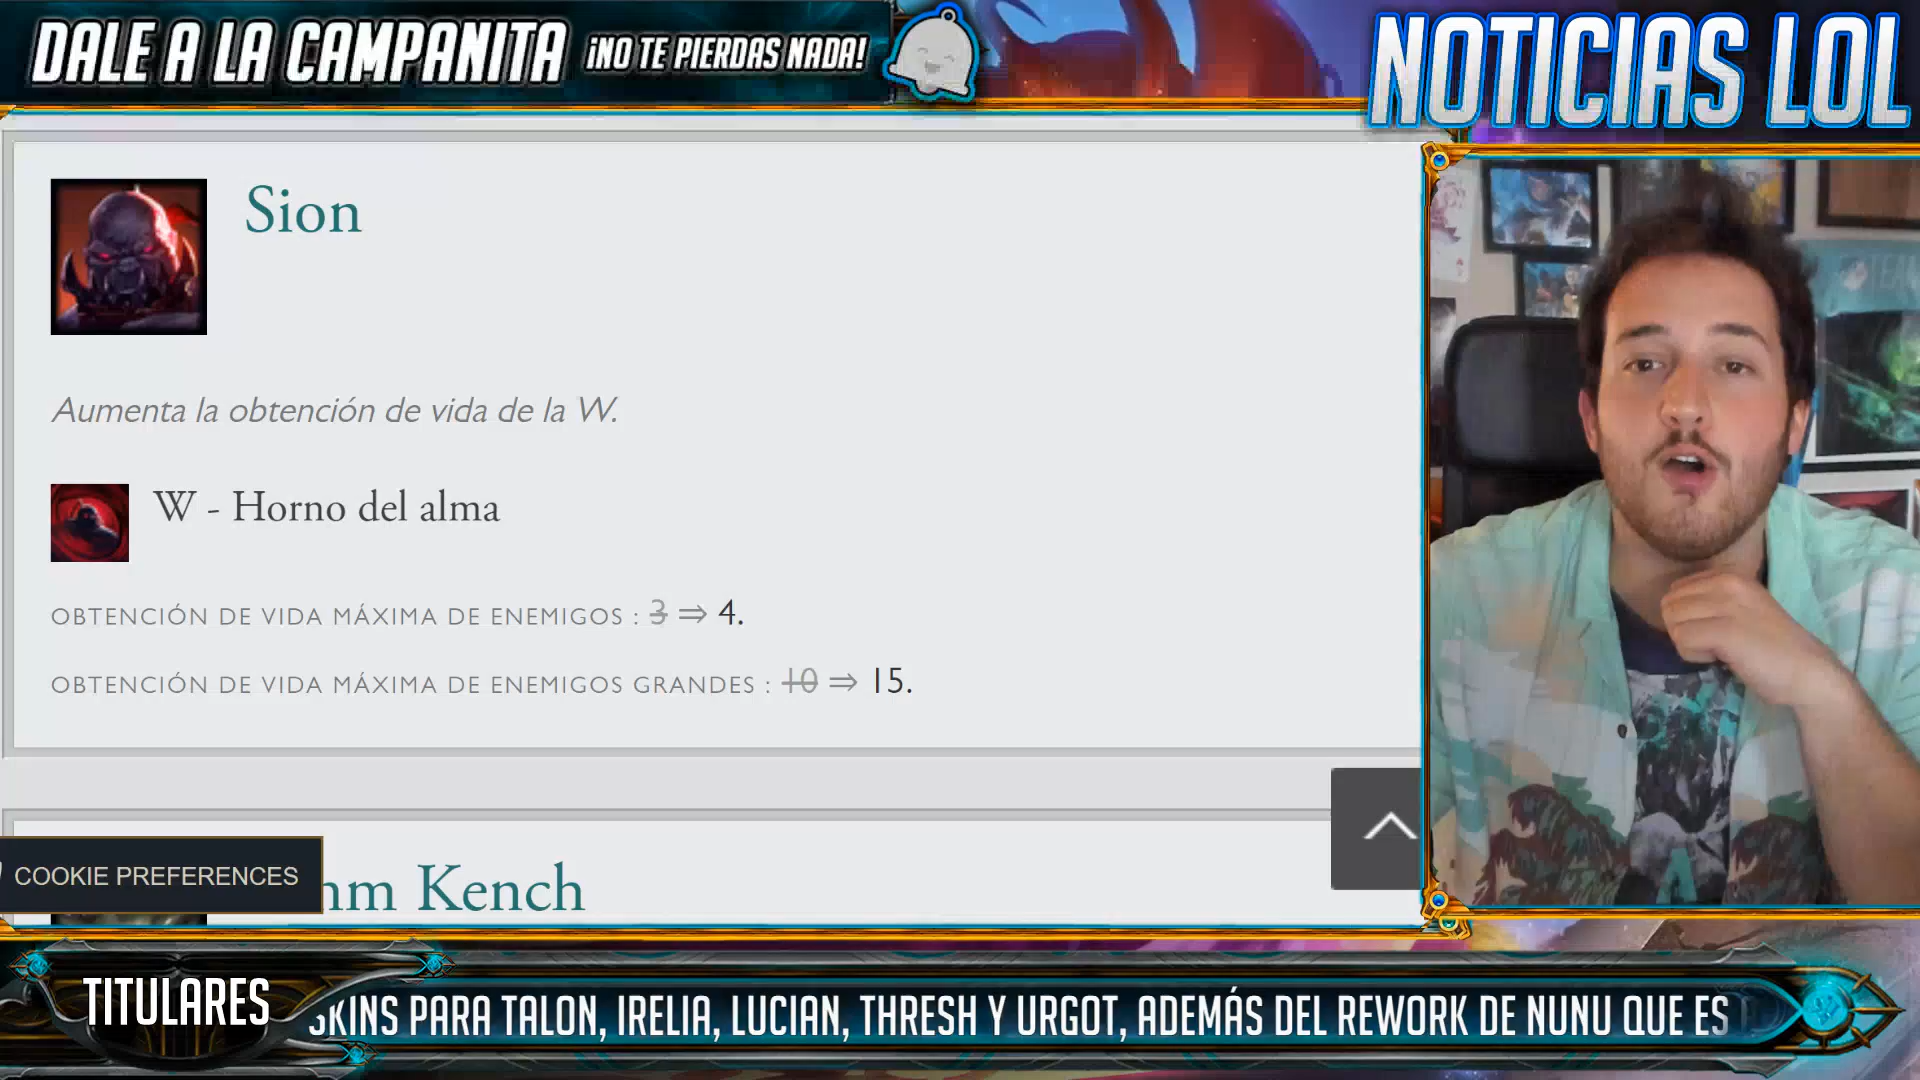 DALE A LA CAMPANITA ¡NO TE PIERDAS NADA!
NOTICIAS LOL
Sion
Aumenta la obtención de vida de la W.
W - Horno del alma
OBTENCIÓN DE VIDA MÁXIMA DE ENEMIGOS : 3 ⇒ 4.
OBTENCIÓN DE VIDA MÁXIMA DE ENEMIGOS GRANDES : 10 ⇒ 15.
COOKIE PREFERENCES
Kench
TITULARES
SKINS PARA TALON, IRELIA, LUCIAN, THRESH Y URGOT, ADEMÁS DEL REWORK DE NUNU QUE ES